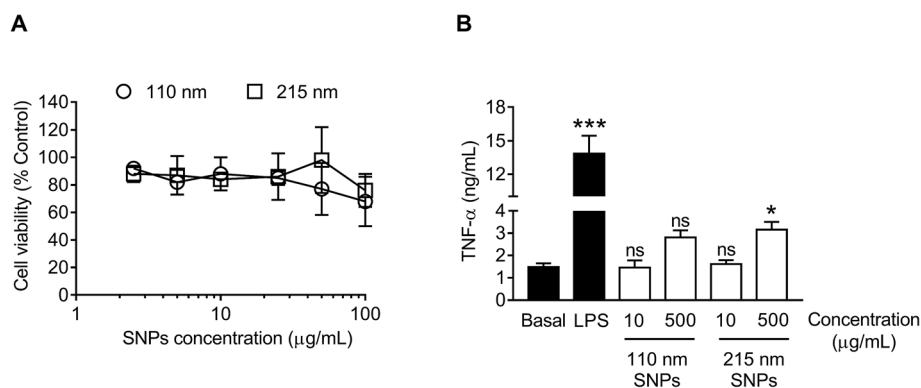 A
110 nm 215 nm
Cell viability (% Control)
140
120
100
80
60
40
20
0
1 10 100
SNPs concentration (μg/mL)
B
TNF-α (ng/mL)
15
12
4
3
2
1
0
***
ns ns ns *
Basal LPS 10 500 10 500 Concentration
(μg/mL)
110 nm 215 nm
SNPs SNPs